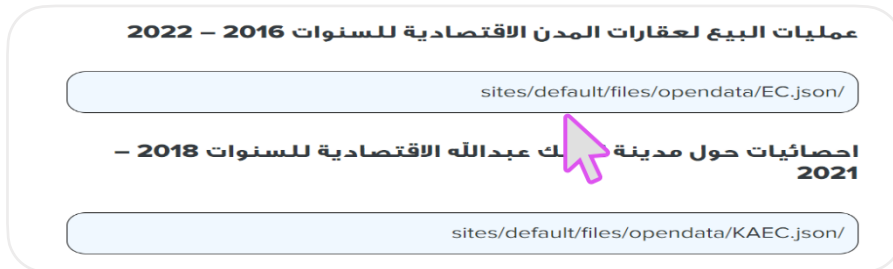 عمليات البيع لعقارات المدن الاقتصادية للسنوات 2016 – 2022
sites/default/files/opendata/EC.json/
احصائيات حول مدينة عبدالله الاقتصادية للسنوات 2018 –
2021
sites/default/files/opendata/KAEC.json/